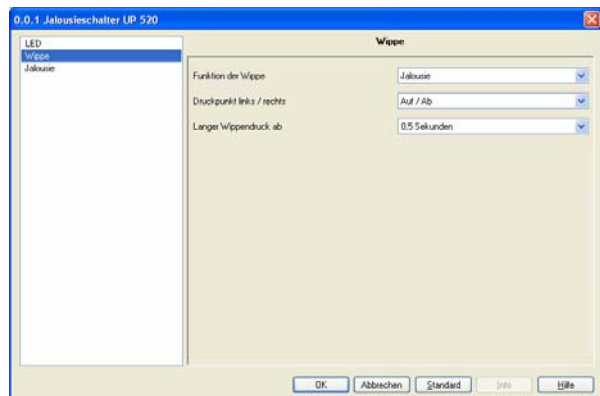 0.0.1 Jalousieschalter UP 520
LED
Wippe
Jalousie
Wippe
Funktion der Wippe
Jalousie
Druckpunkt links / rechts
Auf / Ab
Langer Wippendruck ab
0,5 Sekunden
OK
Abbrechen
Standard
Info
Hilfe